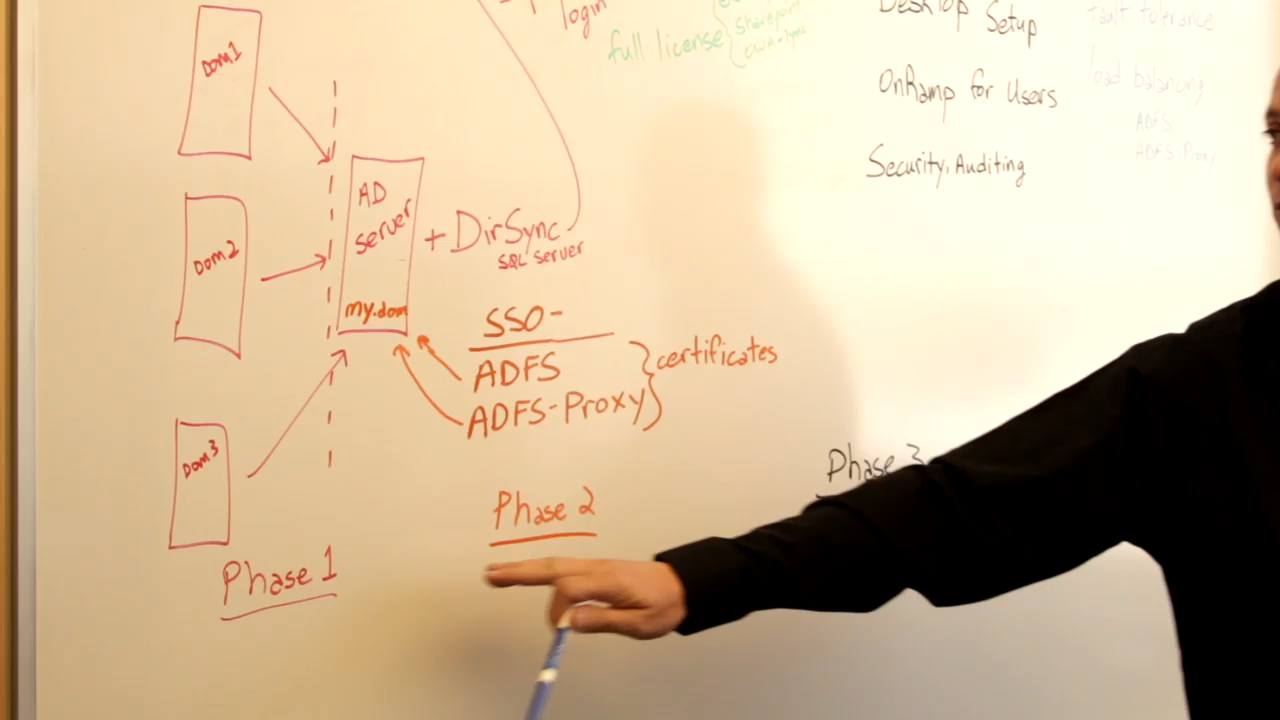 Dom1
Dom2
Dom3
Phase 1
AD
server
my.dom
+ DirSync
SQL server
SSO-
ADFS
ADFS-Proxy
certificates
Phase 2
login
full license
Sharepoint
Desktop Setup
OnRamp for Users
Security, Auditing
Phase 3
fault tolerance
load balancing
ADFS
ADFS Proxy